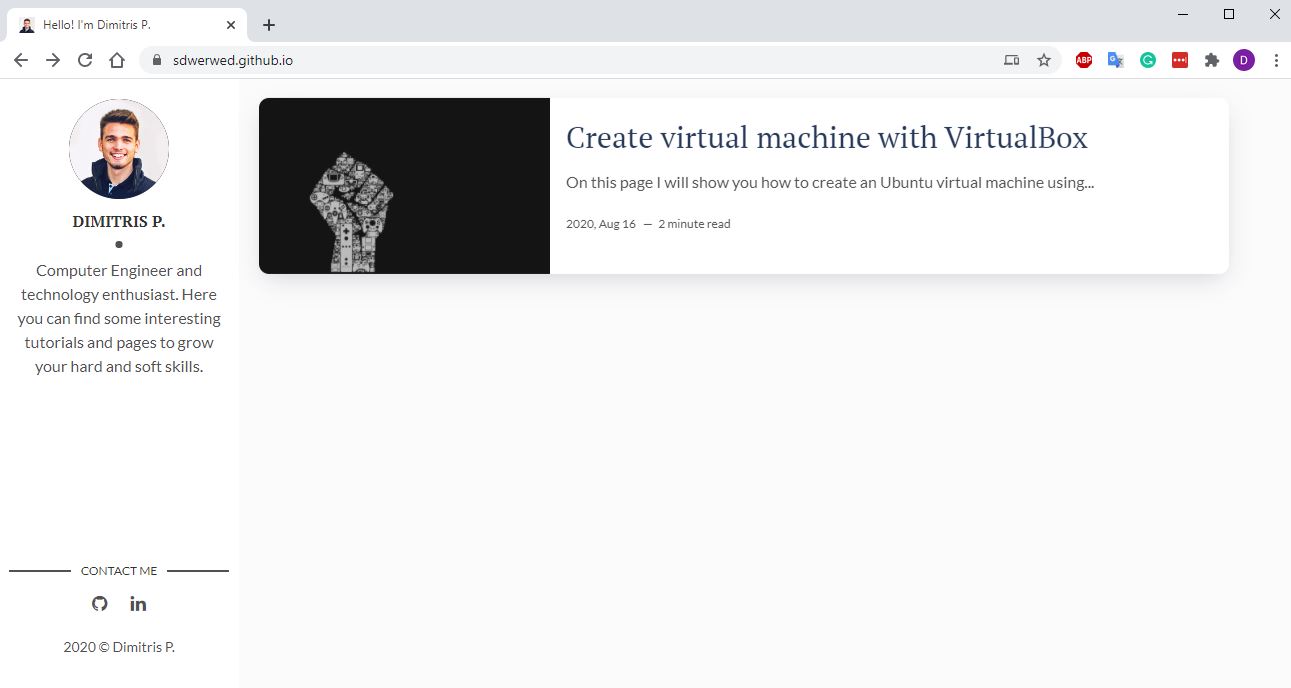 Hello! I'm Dimitris P.
sdwerwed.github.io
ABP
G
D
DIMITRIS P.
Computer Engineer and
technology enthusiast. Here
you can find some interesting
tutorials and pages to grow
your hard and soft skills.
CONTACT ME
in
2020 © Dimitris P.
Create virtual machine with VirtualBox
On this page I will show you how to create an Ubuntu virtual machine using...
2020, Aug 16 — 2 minute read